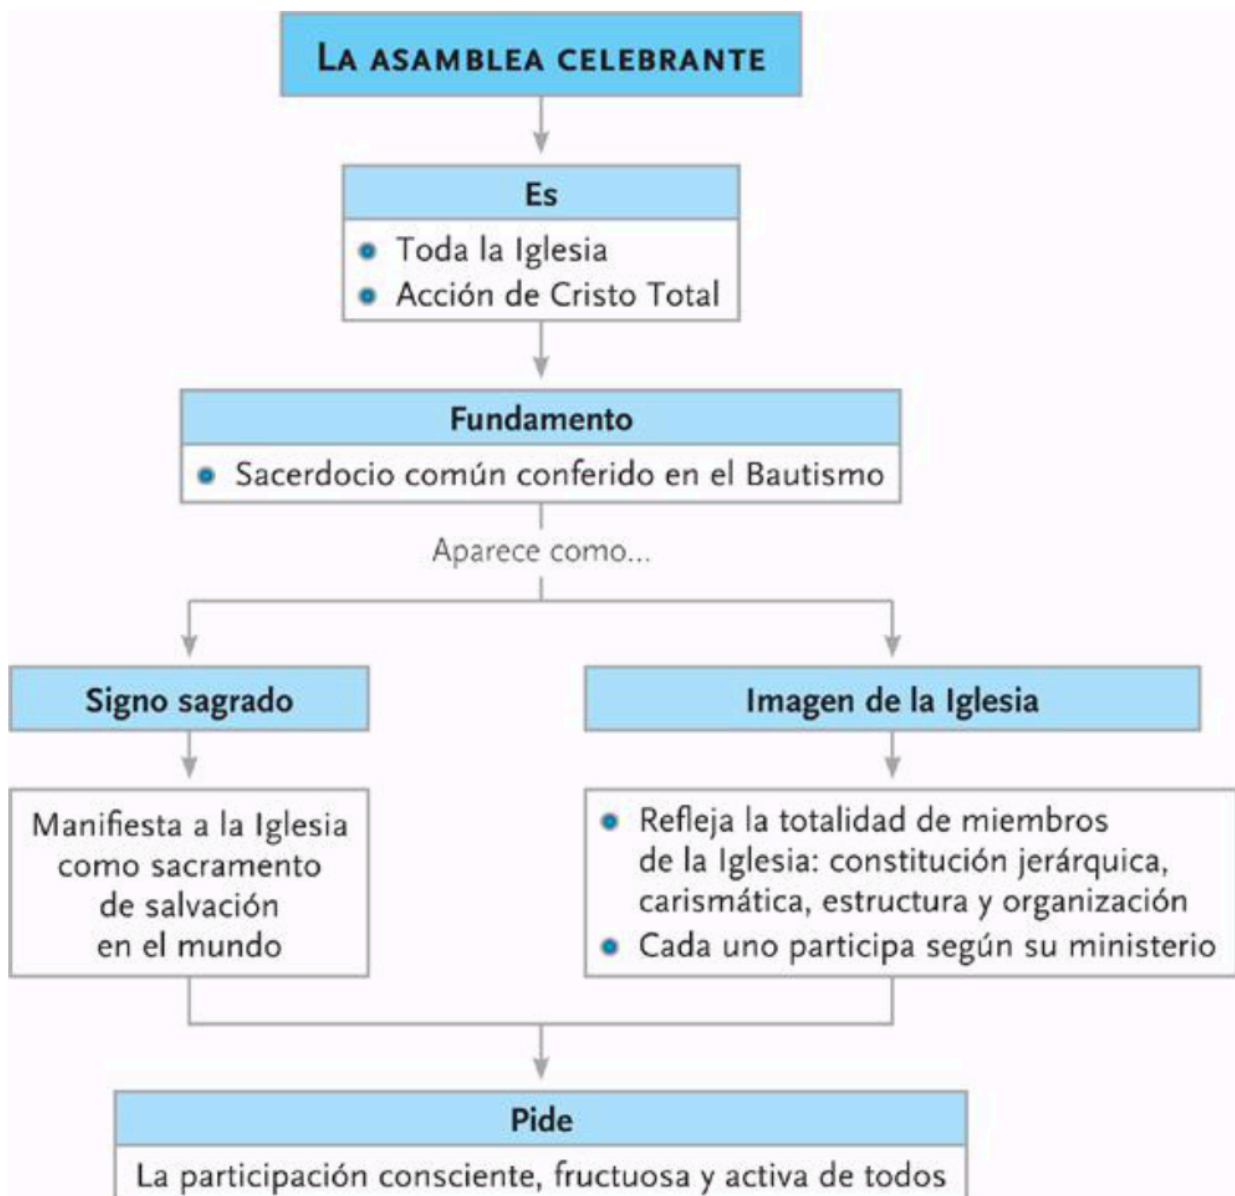 LA ASAMBLEA CELEBRANTE
Es
Toda la Iglesia
Acción de Cristo Total
Fundamento
Sacerdocio común conferido en el Bautismo
Aparece como...
Signo sagrado
Manifiesta a la Iglesia
como sacramento
de salvación
en el mundo
Imagen de la Iglesia
Refleja la totalidad de miembros
de la Iglesia: constitución jerárquica,
carismática, estructura y organización
Cada uno participa según su ministerio
Pide
La participación consciente, fructuosa y activa de todos